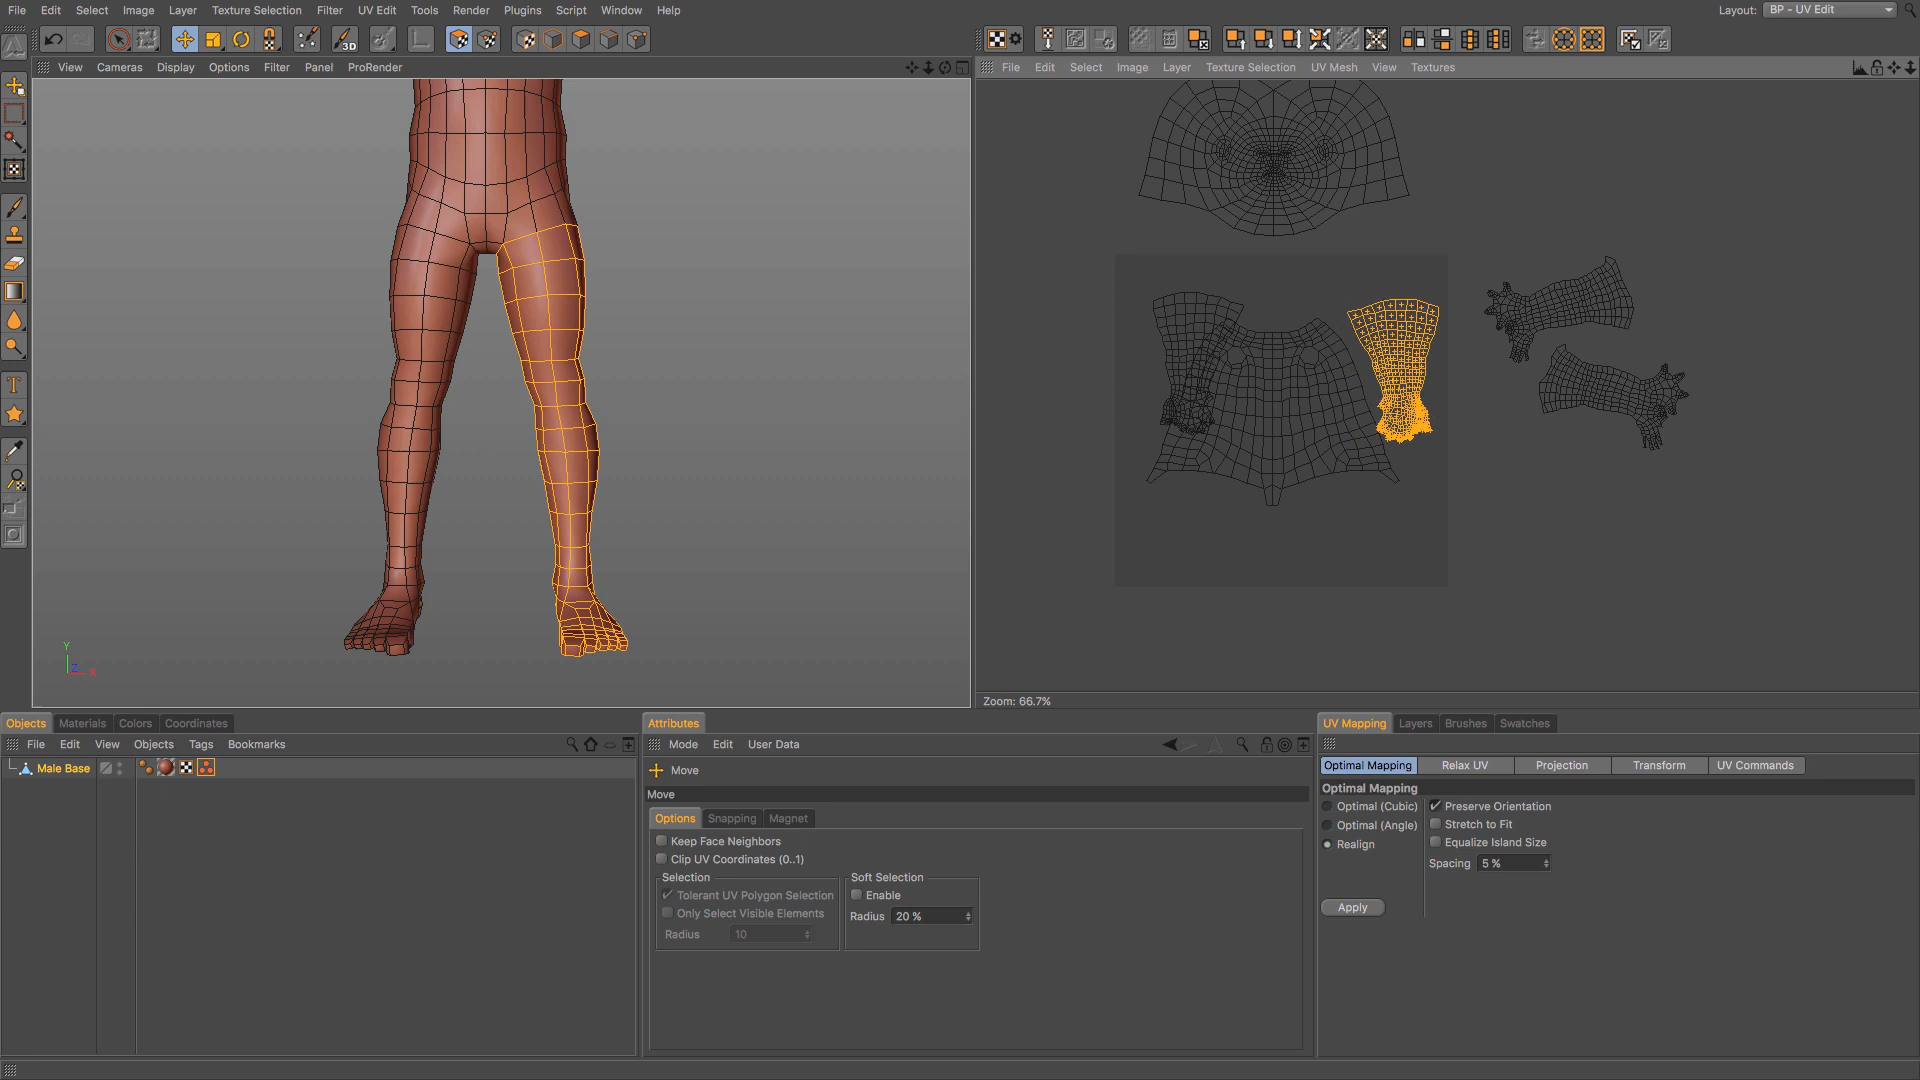 File Edit Select Image Layer Texture Selection Filter UV Edit Tools Render Plugins Script Window Help Layout: BP - UV Edit
3D
View Cameras Display Options Filter Panel ProRender
File Edit Select Image Layer Texture Selection UV Mesh View Textures
T
Y
Z X
Zoom: 66.7%
Objects Materials Colors Coordinates
File Edit View Objects Tags Bookmarks
Male Base
Attributes
Mode Edit User Data
Move
Move
Options Snapping Magnet
Keep Face Neighbors
Clip UV Coordinates (0..1)
Selection
Tolerant UV Polygon Selection
Only Select Visible Elements
Radius 10
Soft Selection
Enable
Radius 20 %
UV Mapping Layers Brushes Swatches
Optimal Mapping Relax UV Projection Transform UV Commands
Optimal Mapping
Optimal (Cubic) Preserve Orientation
Optimal (Angle) Stretch to Fit
Realign Equalize Island Size
Spacing 5 %
Apply